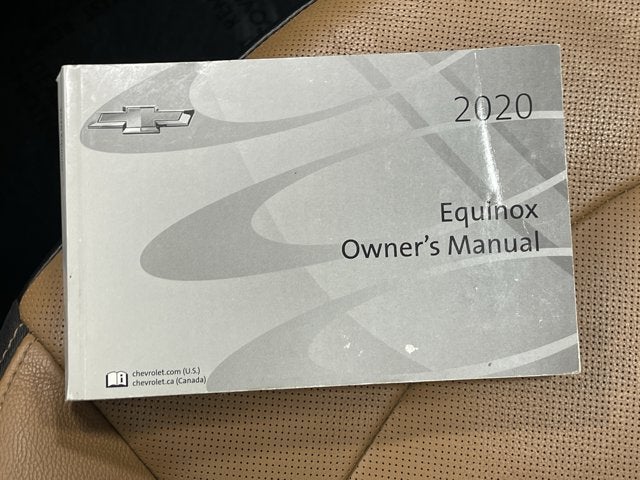 2020
Equinox
Owner's Manual
chevrolet.com (U.S.)
chevrolet.ca (Canada)